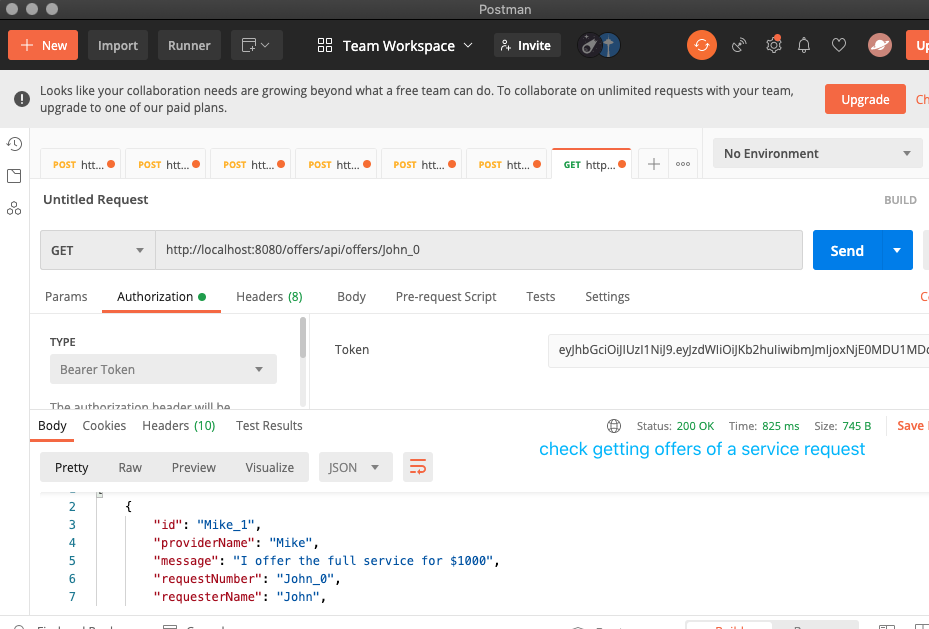 Postman
New
Import
Runner
Team Workspace
Invite
Looks like your collaboration needs are growing beyond what a free team can do. To collaborate on unlimited requests with your team,
upgrade to one of our paid plans.
Upgrade
POST htt...
POST htt...
POST htt...
POST htt...
POST htt...
POST htt...
GET http...
No Environment
Untitled Request
BUILD
GET
http://localhost:8080/offers/api/offers/John_0
Send
Params
Authorization
Headers (8)
Body
Pre-request Script
Tests
Settings
TYPE
Bearer Token
The authorization header will be
Token
Body
Cookies
Headers (10)
Test Results
Status: 200 OK
Time: 825 ms
Size: 745 B
Save
check getting offers of a service request
Pretty
Raw
Preview
Visualize
JSON
2 {
3 "id": "Mike_1",
4 "providerName": "Mike",
5 "message": "I offer the full service for $1000",
6 "requestNumber": "John_0",
7 "requesterName": "John",